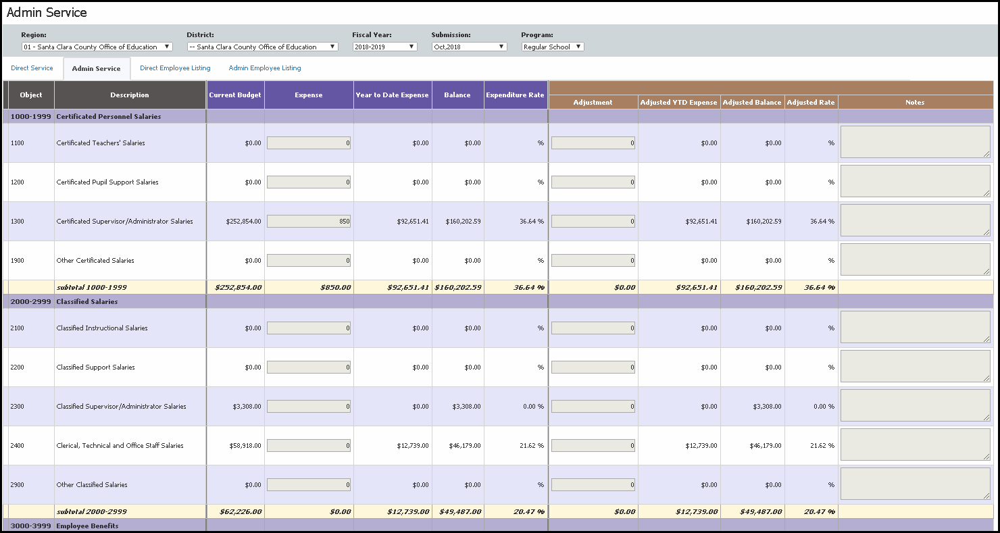 Admin Service
Region: District: Fiscal Year: Submission: Program:
01 - Santa Clara County Office of Education -- Santa Clara County Office of Education 2018-2019 Oct,2018 Regular School
Direct Service Admin Service Direct Employee Listing Admin Employee Listing
Object Description Current Budget Expense Year to Date Expense Balance Expenditure Rate Adjustment Adjusted YTD Expense Adjusted Balance Adjusted Rate Notes
1000-1999 Certificated Personnel Salaries
1100 Certificated Teachers' Salaries $0.00 0 $0.00 $0.00 % 0 $0.00 $0.00 %
1200 Certificated Pupil Support Salaries $0.00 0 $0.00 $0.00 % 0 $0.00 $0.00 %
1300 Certificated Supervisor/Administrator Salaries $252,854.00 850 $92,651.41 $160,202.59 36.64 % 0 $92,651.41 $160,202.59 36.64 %
1900 Other Certificated Salaries $0.00 0 $0.00 $0.00 % 0 $0.00 $0.00 %
subtotal 1000-1999 $252,854.00 $850.00 $92,651.41 $160,202.59 36.64 % $0.00 $92,651.41 $160,202.59 36.64 %
2000-2999 Classified Salaries
2100 Classified Instructional Salaries $0.00 0 $0.00 $0.00 % 0 $0.00 $0.00 %
2200 Classified Support Salaries $0.00 0 $0.00 $0.00 % 0 $0.00 $0.00 %
2300 Classified Supervisor/Administrator Salaries $3,308.00 0 $0.00 $3,308.00 0.00 % 0 $0.00 $3,308.00 0.00 %
2400 Clerical, Technical and Office Staff Salaries $58,918.00 0 $12,739.00 $46,179.00 21.62 % 0 $12,739.00 $46,179.00 21.62 %
2900 Other Classified Salaries $0.00 0 $0.00 $0.00 % 0 $0.00 $0.00 %
subtotal 2000-2999 $62,226.00 $0.00 $12,739.00 $49,487.00 20.47 % $0.00 $12,739.00 $49,487.00 20.47 %
3000-3999 Employee Benefits